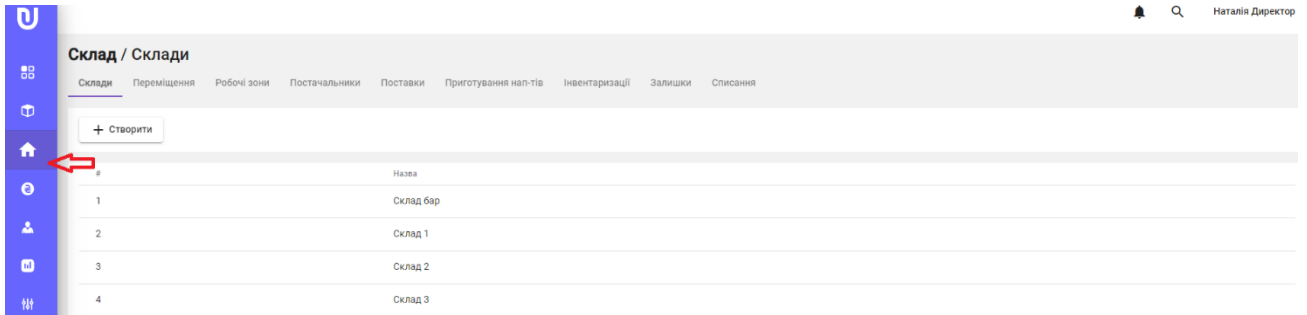 Наталія Директор
Склад / Склади
Склади Переміщення Робочі зони Постачальники Поставки Приготування нап-тів Інвентаризації Залишки Списання
+ Створити
# Назва
1 Склад бар
2 Склад 1
3 Склад 2
4 Склад 3